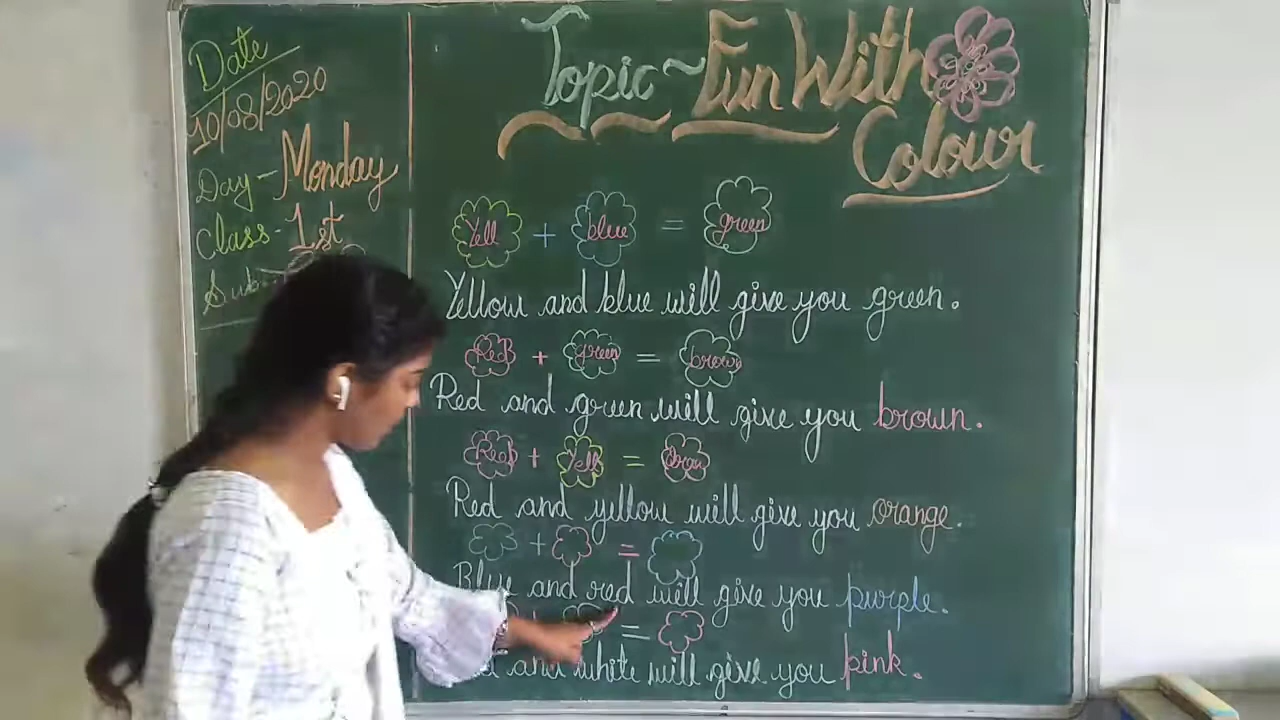 Date
10/08/2020
Day - Monday
Class - 1st
Sub
Topic ~ Fun With
Colour
Yell + blue = green
Yellow and blue will give you green.
Red + green = brown
Red and green will give you brown.
Red + Yell =
Red and yellow will give you orange.
+ =
Blue and red will give you purple.
=
and white will give you pink.